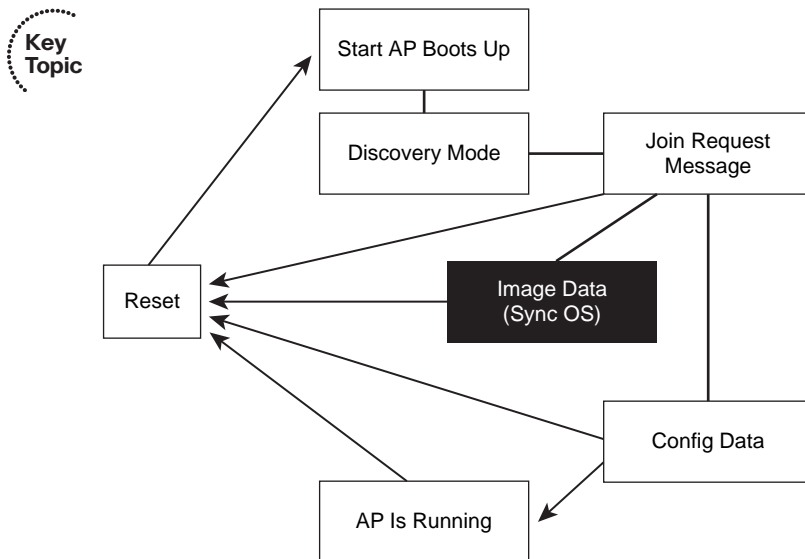 Key
Topic
Start AP Boots Up
Discovery Mode
Join Request
Message
Reset
Image Data
(Sync OS)
Config Data
AP Is Running